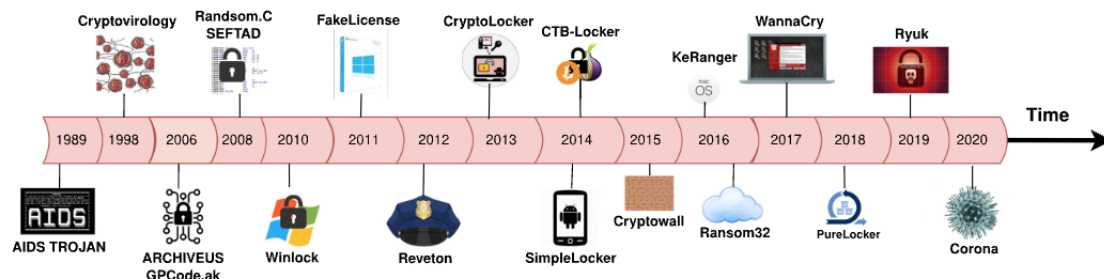 Cryptovirology
Randsom.C
SEFTAD
FakeLicense
CryptoLocker
CTB-Locker
KeRanger
WannaCry
Ryuk
mac
OS
Time
1989
1998
2006
2008
2010
2011
2012
2013
2014
2015
2016
2017
2018
2019
2020
AIDS
AIDS TROJAN
ARCHIVEUS
GPCode.ak
Winlock
Reveton
SimpleLocker
Cryptowall
Ransom32
PureLocker
Corona